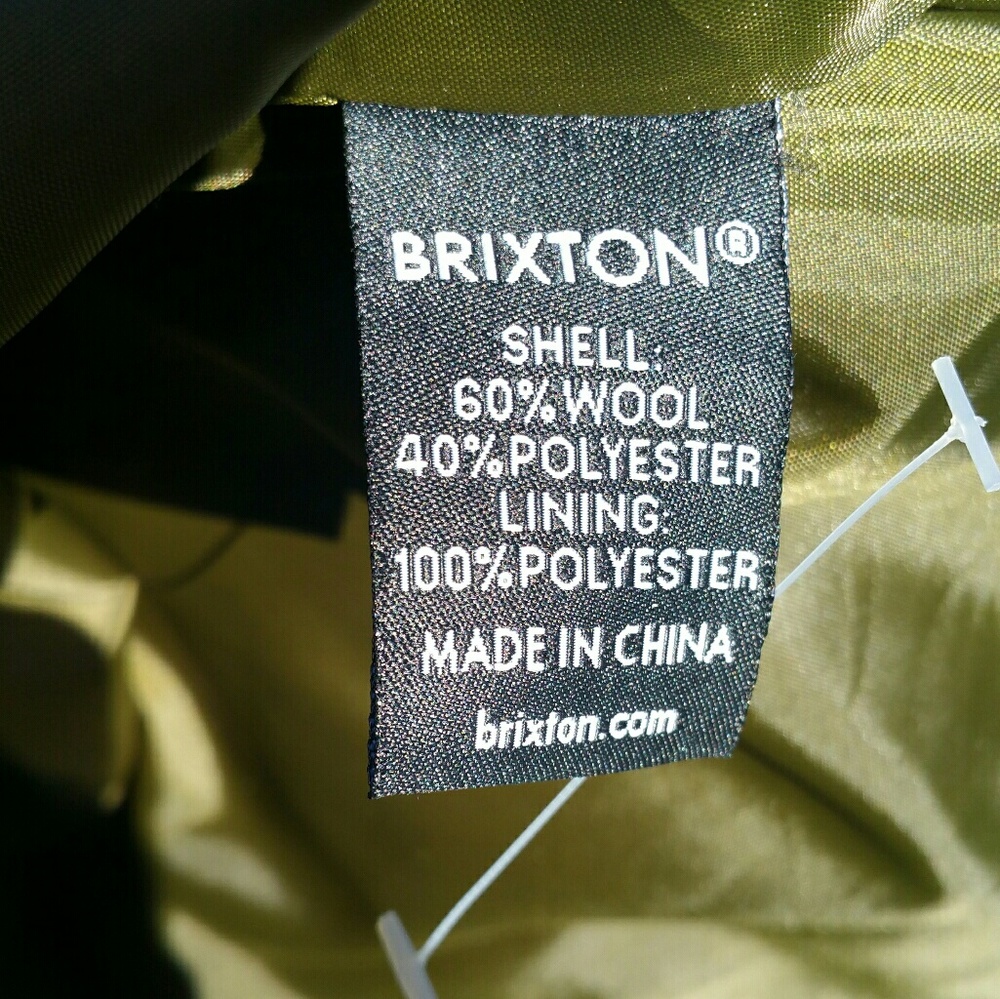 BRIXTON®
SHELL:
60% WOOL
40% POLYESTER
LINING:
100% POLYESTER
MADE IN CHINA
brixton.com